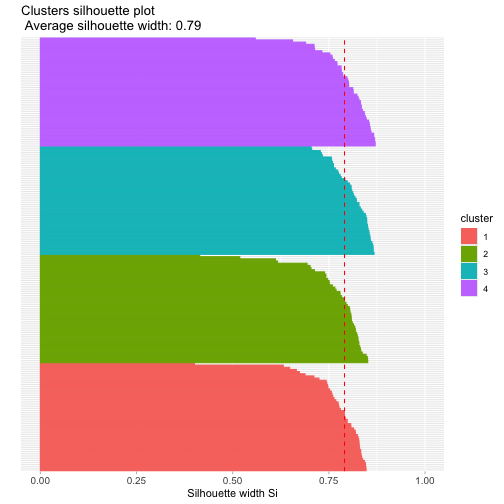 Clusters silhouette plot
Average silhouette width: 0.79
cluster
1
2
3
4
0.00 0.25 0.50 0.75 1.00
Silhouette width Si